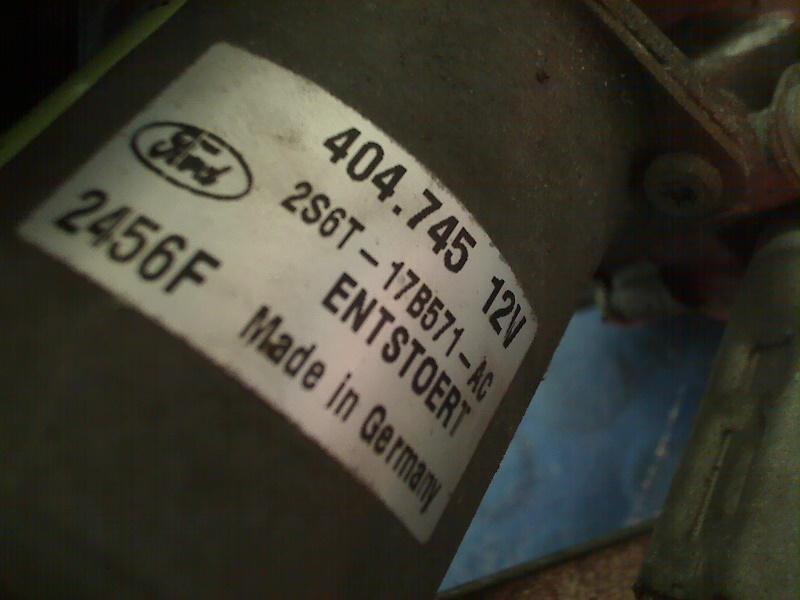 404.745 12V
Ford
2S6T-17B571-AC
2456F
ENTSTOERT
Made in Germany